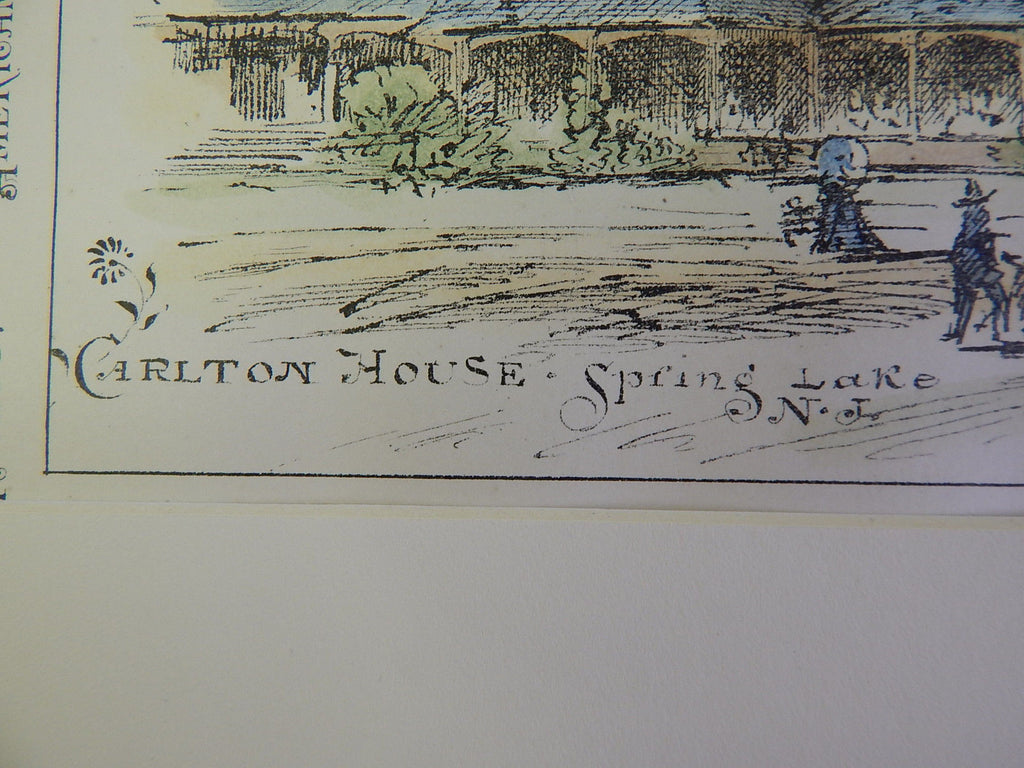 CARLTON HOUSE · Spring Lake
N. J.